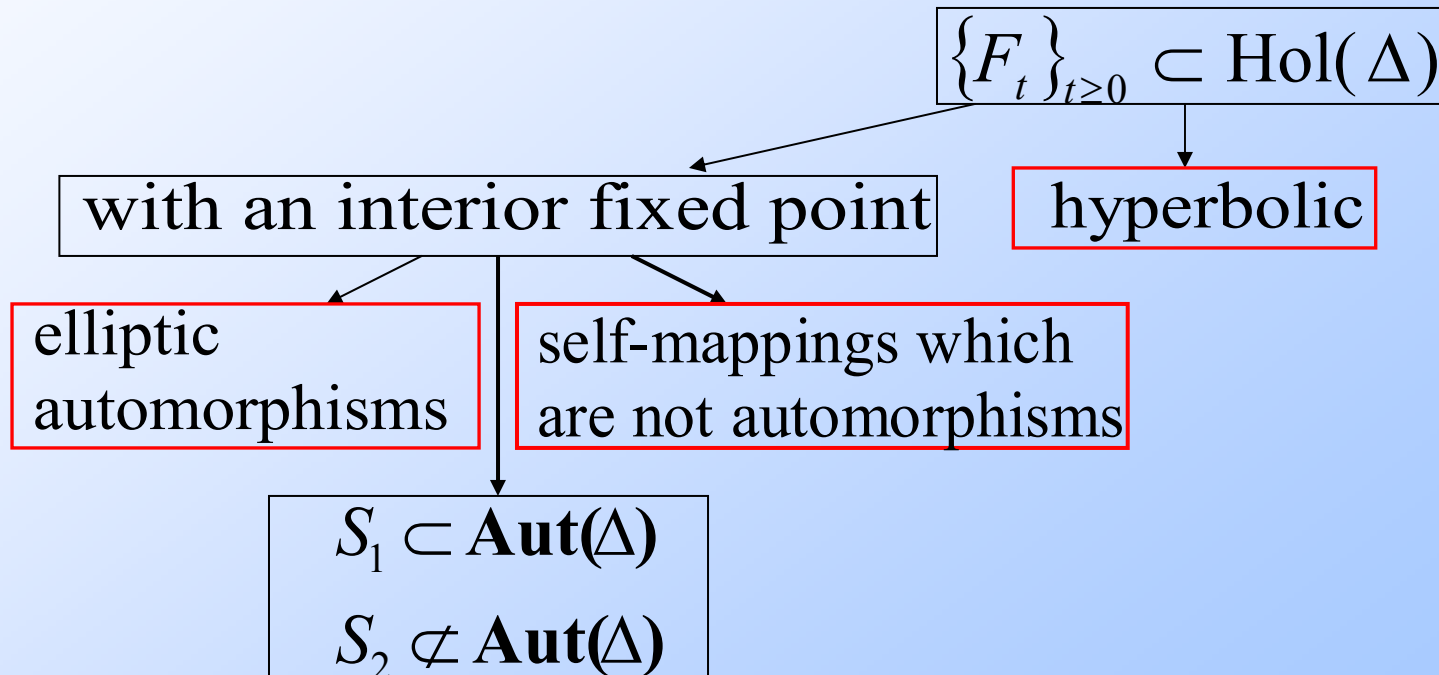 {F_t}_{t≥0} ⊂ Hol(Δ)
with an interior fixed point
hyperbolic
elliptic
automorphisms
self-mappings which
are not automorphisms
S_1 ⊂ Aut(Δ)
S_2 ⊄ Aut(Δ)